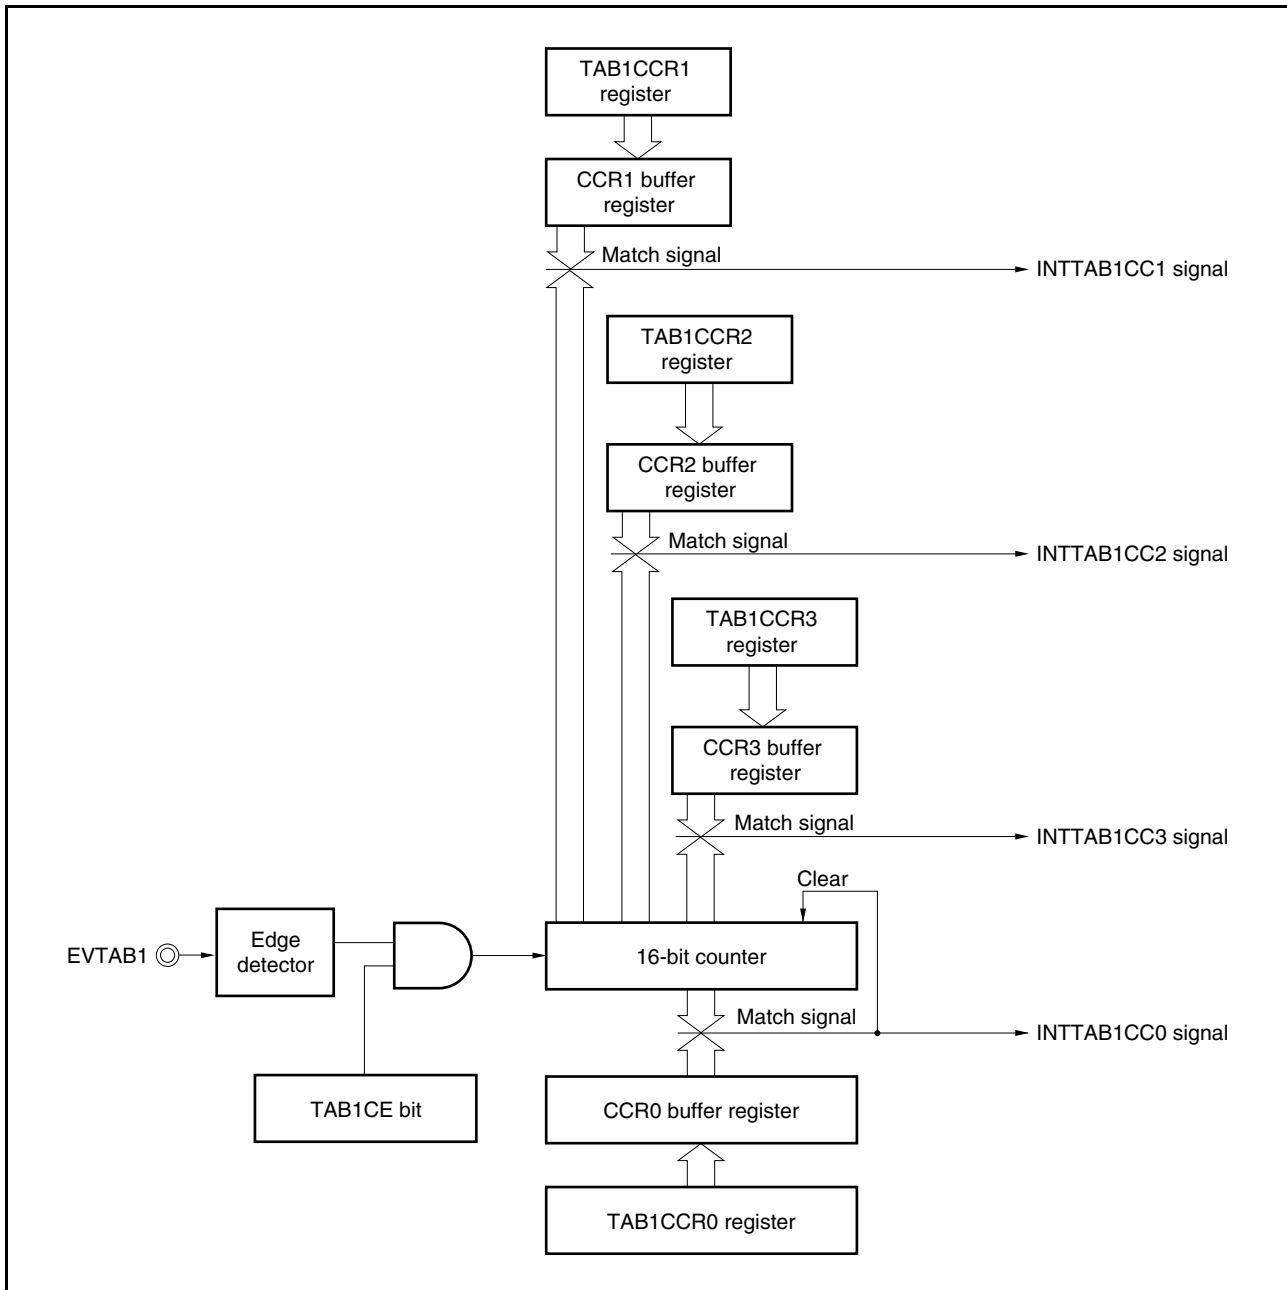 TAB1CCR1
register
CCR1 buffer
register
Match signal
INTTAB1CC1 signal
TAB1CCR2
register
CCR2 buffer
register
Match signal
INTTAB1CC2 signal
TAB1CCR3
register
CCR3 buffer
register
Match signal
INTTAB1CC3 signal
Clear
EVTAB1
Edge
detector
16-bit counter
Match signal
INTTAB1CC0 signal
TAB1CE bit
CCR0 buffer register
TAB1CCR0 register